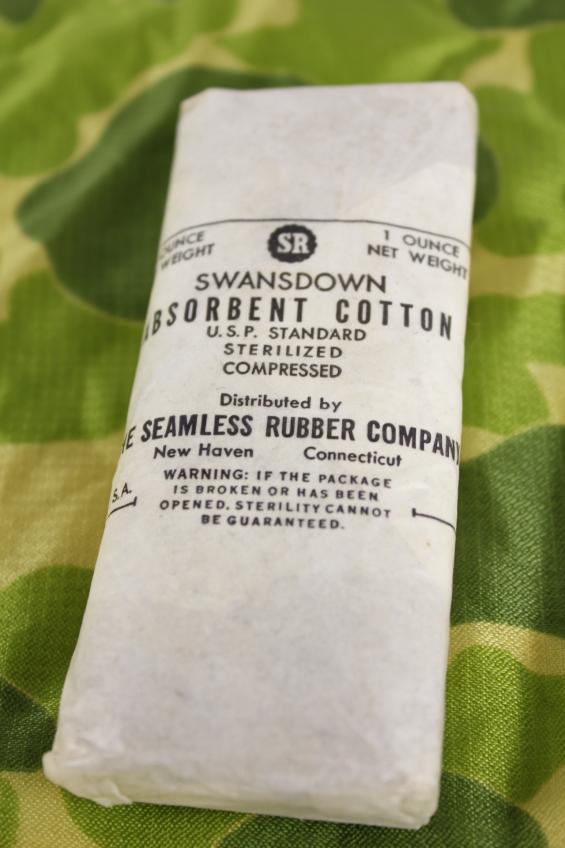 OUNCE
WEIGHT
SR
1 OUNCE
NET WEIGHT
SWANSDOWN
ABSORBENT COTTON
U.S.P. STANDARD
STERILIZED
COMPRESSED
Distributed by
HE SEAMLESS RUBBER COMPANY
New Haven Connecticut
S.A.
WARNING: IF THE PACKAGE
IS BROKEN OR HAS BEEN
OPENED, STERILITY CANNOT
BE GUARANTEED.